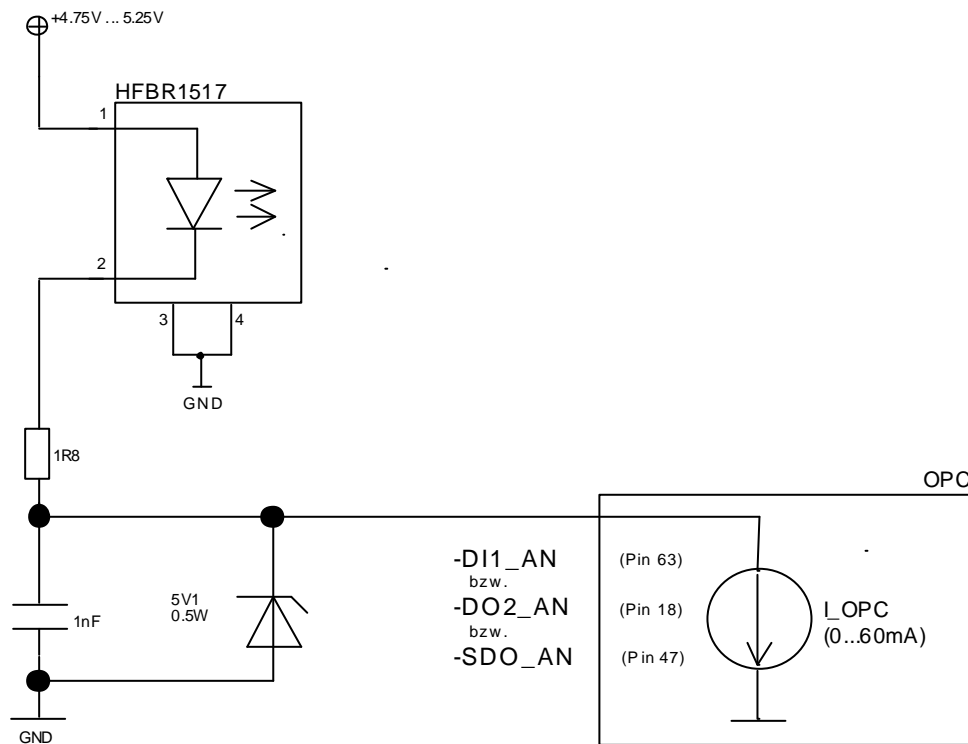 +4.75V ... 5.25V
HFBR1517
1
2
3
4
GND
1R8
OPC
-DI1_AN (Pin 63)
bzw.
5V1
0.5W
-DO2_AN (Pin 18)
I_OPC
1nF
bzw.
(0...60mA)
-SDO_AN (Pin 47)
GND